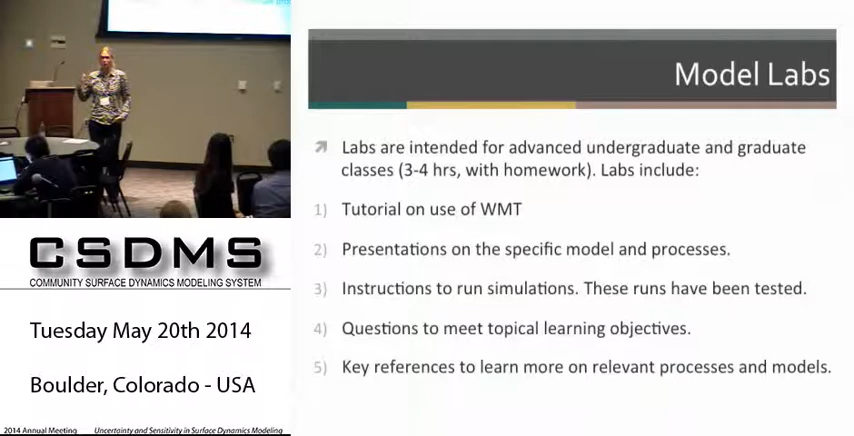 Model Labs
Labs are intended for advanced undergraduate and graduate
classes (3-4 hrs, with homework). Labs include:
1) Tutorial on use of WMT
2) Presentations on the specific model and processes.
3) Instructions to run simulations. These runs have been tested.
4) Questions to meet topical learning objectives.
5) Key references to learn more on relevant processes and models.
CSDMS
COMMUNITY SURFACE DYNAMICS MODELING SYSTEM
Tuesday May 20th 2014
Boulder, Colorado - USA
2014 Annual Meeting Uncertainty and Sensitivity in Surface Dynamics Modeling